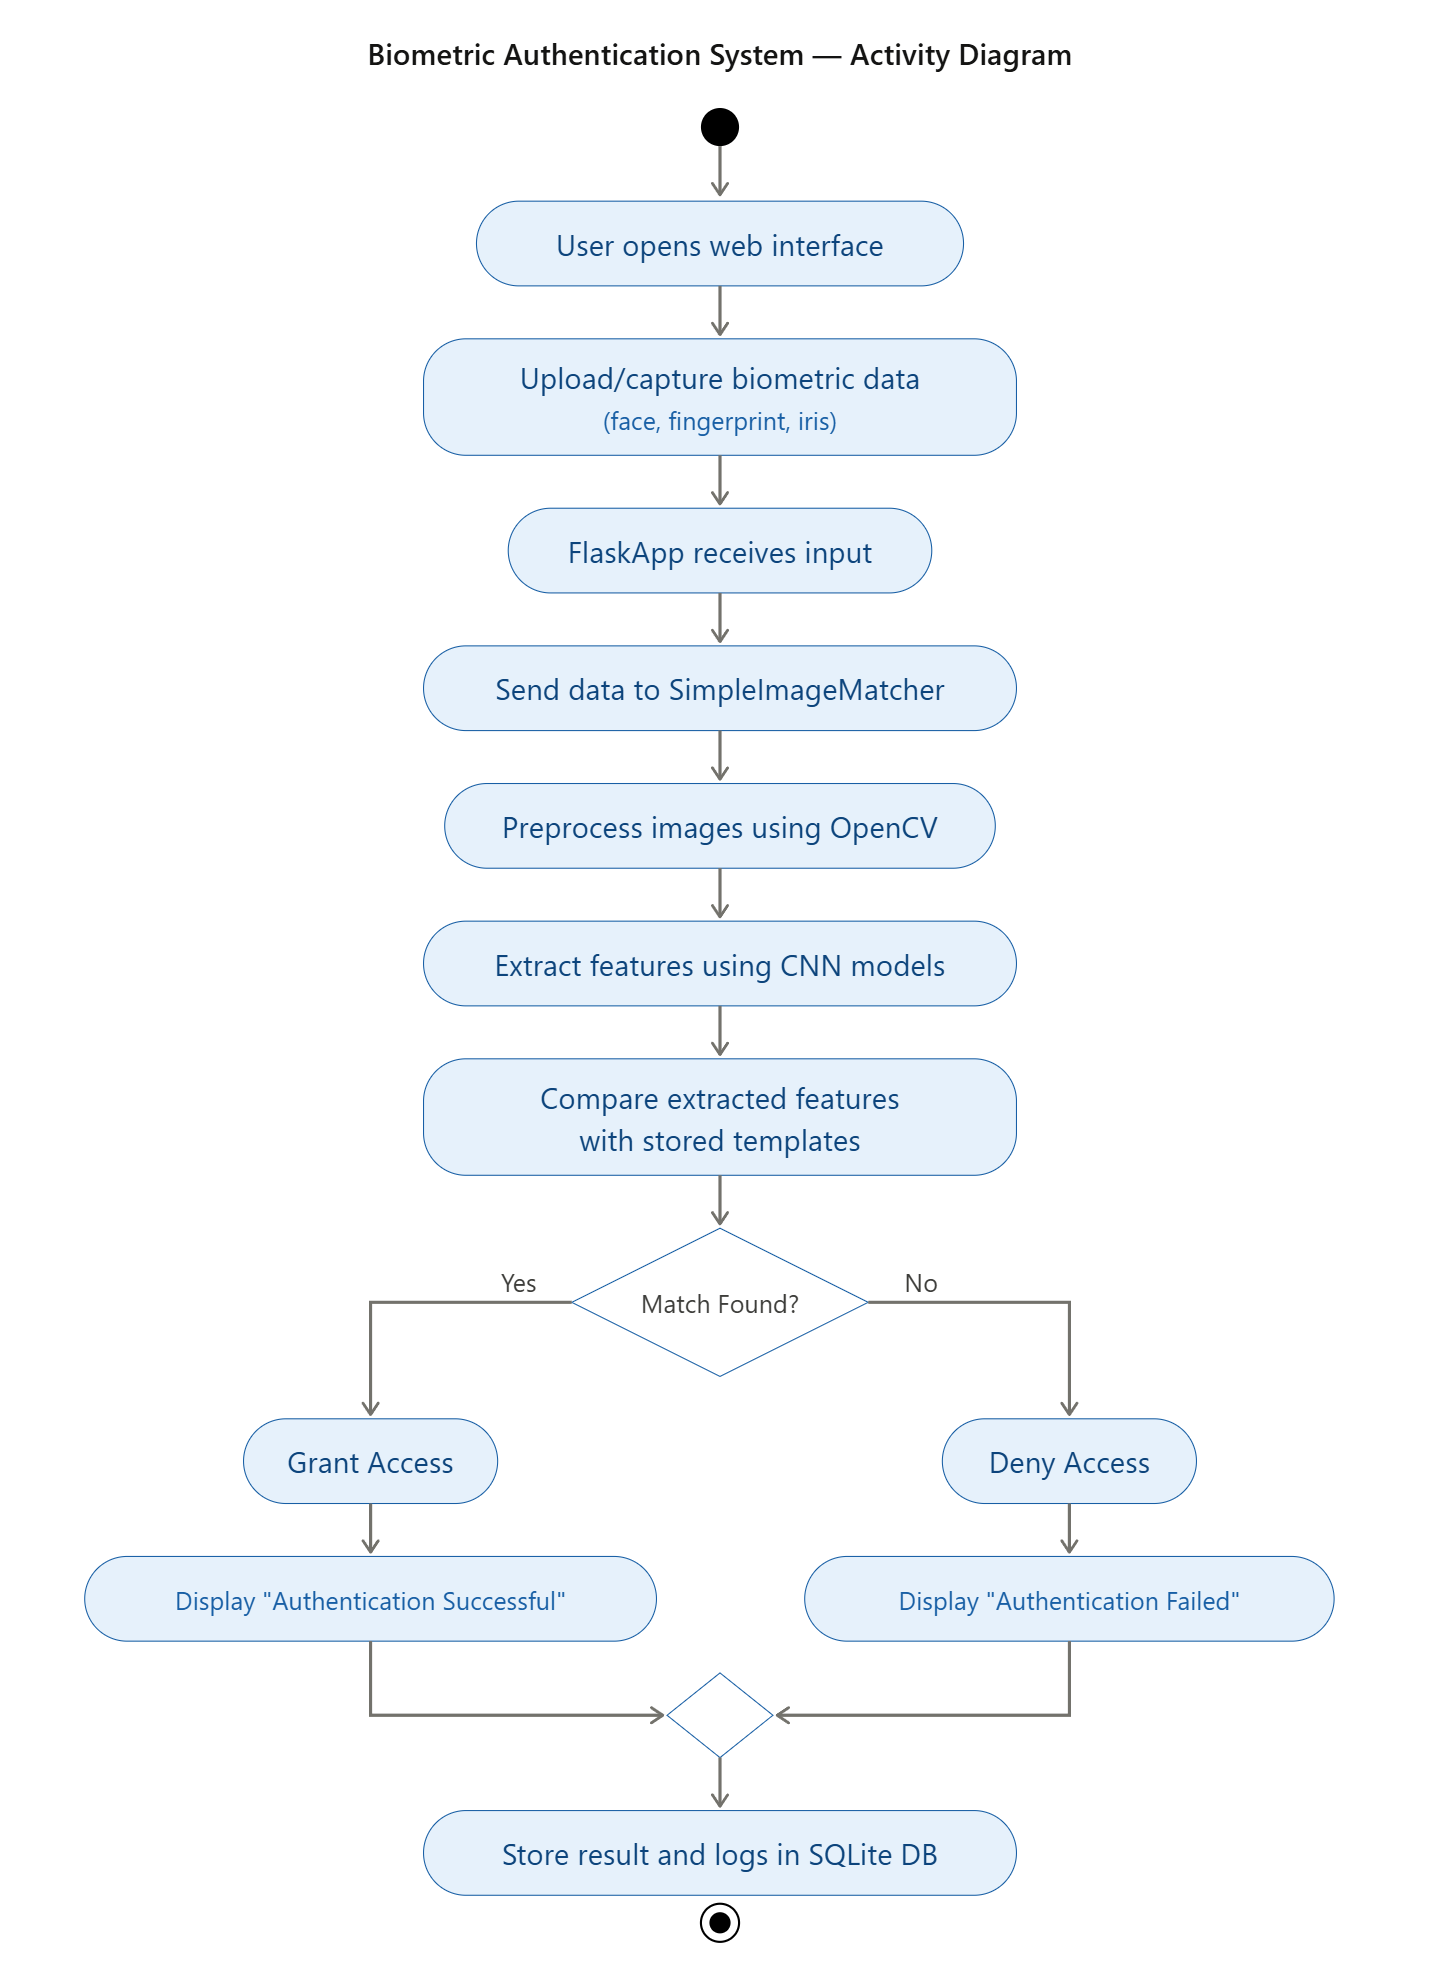 Biometric Authentication System — Activity Diagram
User opens web interface
Upload/capture biometric data
(face, fingerprint, iris)
FlaskApp receives input
Send data to SimpleImageMatcher
Preprocess images using OpenCV
Extract features using CNN models
Compare extracted features
with stored templates
Yes
No
Match Found?
Grant Access
Deny Access
Display "Authentication Successful"
Display "Authentication Failed"
Store result and logs in SQLite DB